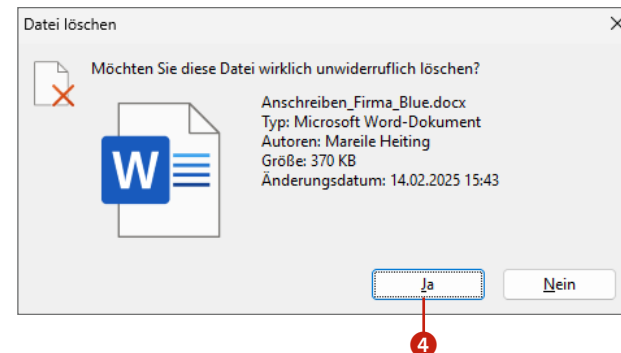 Datei löschen
Möchten Sie diese Datei wirklich unwiderruflich löschen?
Anschreiben_Firma_Blue.docx
Typ: Microsoft Word-Dokument
Autoren: Mareile Heiting
Größe: 370 KB
Änderungsdatum: 14.02.2025 15:43
W
Ja
Nein
4